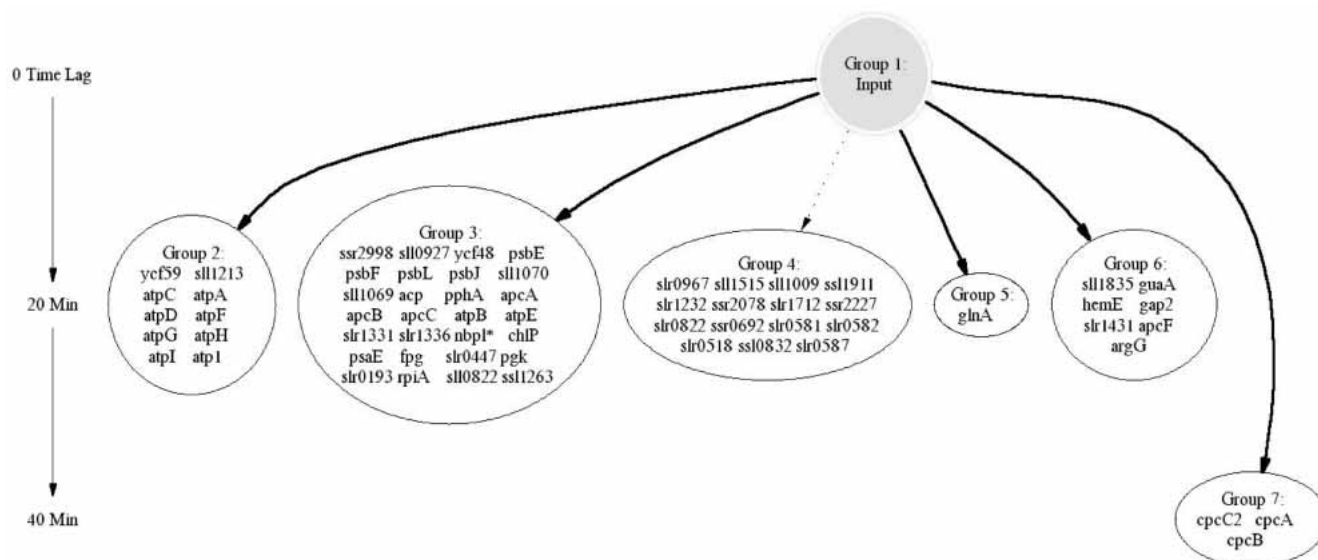 0 Time Lag
20 Min
40 Min
Group 1:
Input
Group 2:
ycf59 sll1213
atpC atpA
atpD atpF
atpG atpH
atpI atp1
Group 3:
ssr2998 sll0927 ycf48 psbE
psbF psbL psbJ sll1070
sll1069 acp pphA apcA
apcB apcC atpB atpE
slr1331 slr1336 nbpl* chlP
psaE fpg slr0447 pgk
slr0193 rpiA sll0822 ssl1263
Group 4:
slr0967 sll1515 sll1009 ssl1911
slr1232 ssr2078 slr1712 ssr2227
slr0822 ssr0692 slr0581 slr0582
slr0518 ssl0832 slr0587
Group 5:
glnA
Group 6:
sll1835 guaA
hemE gap2
slr1431 apcF
argG
Group 7:
cpcC2 cpcA
cpcB